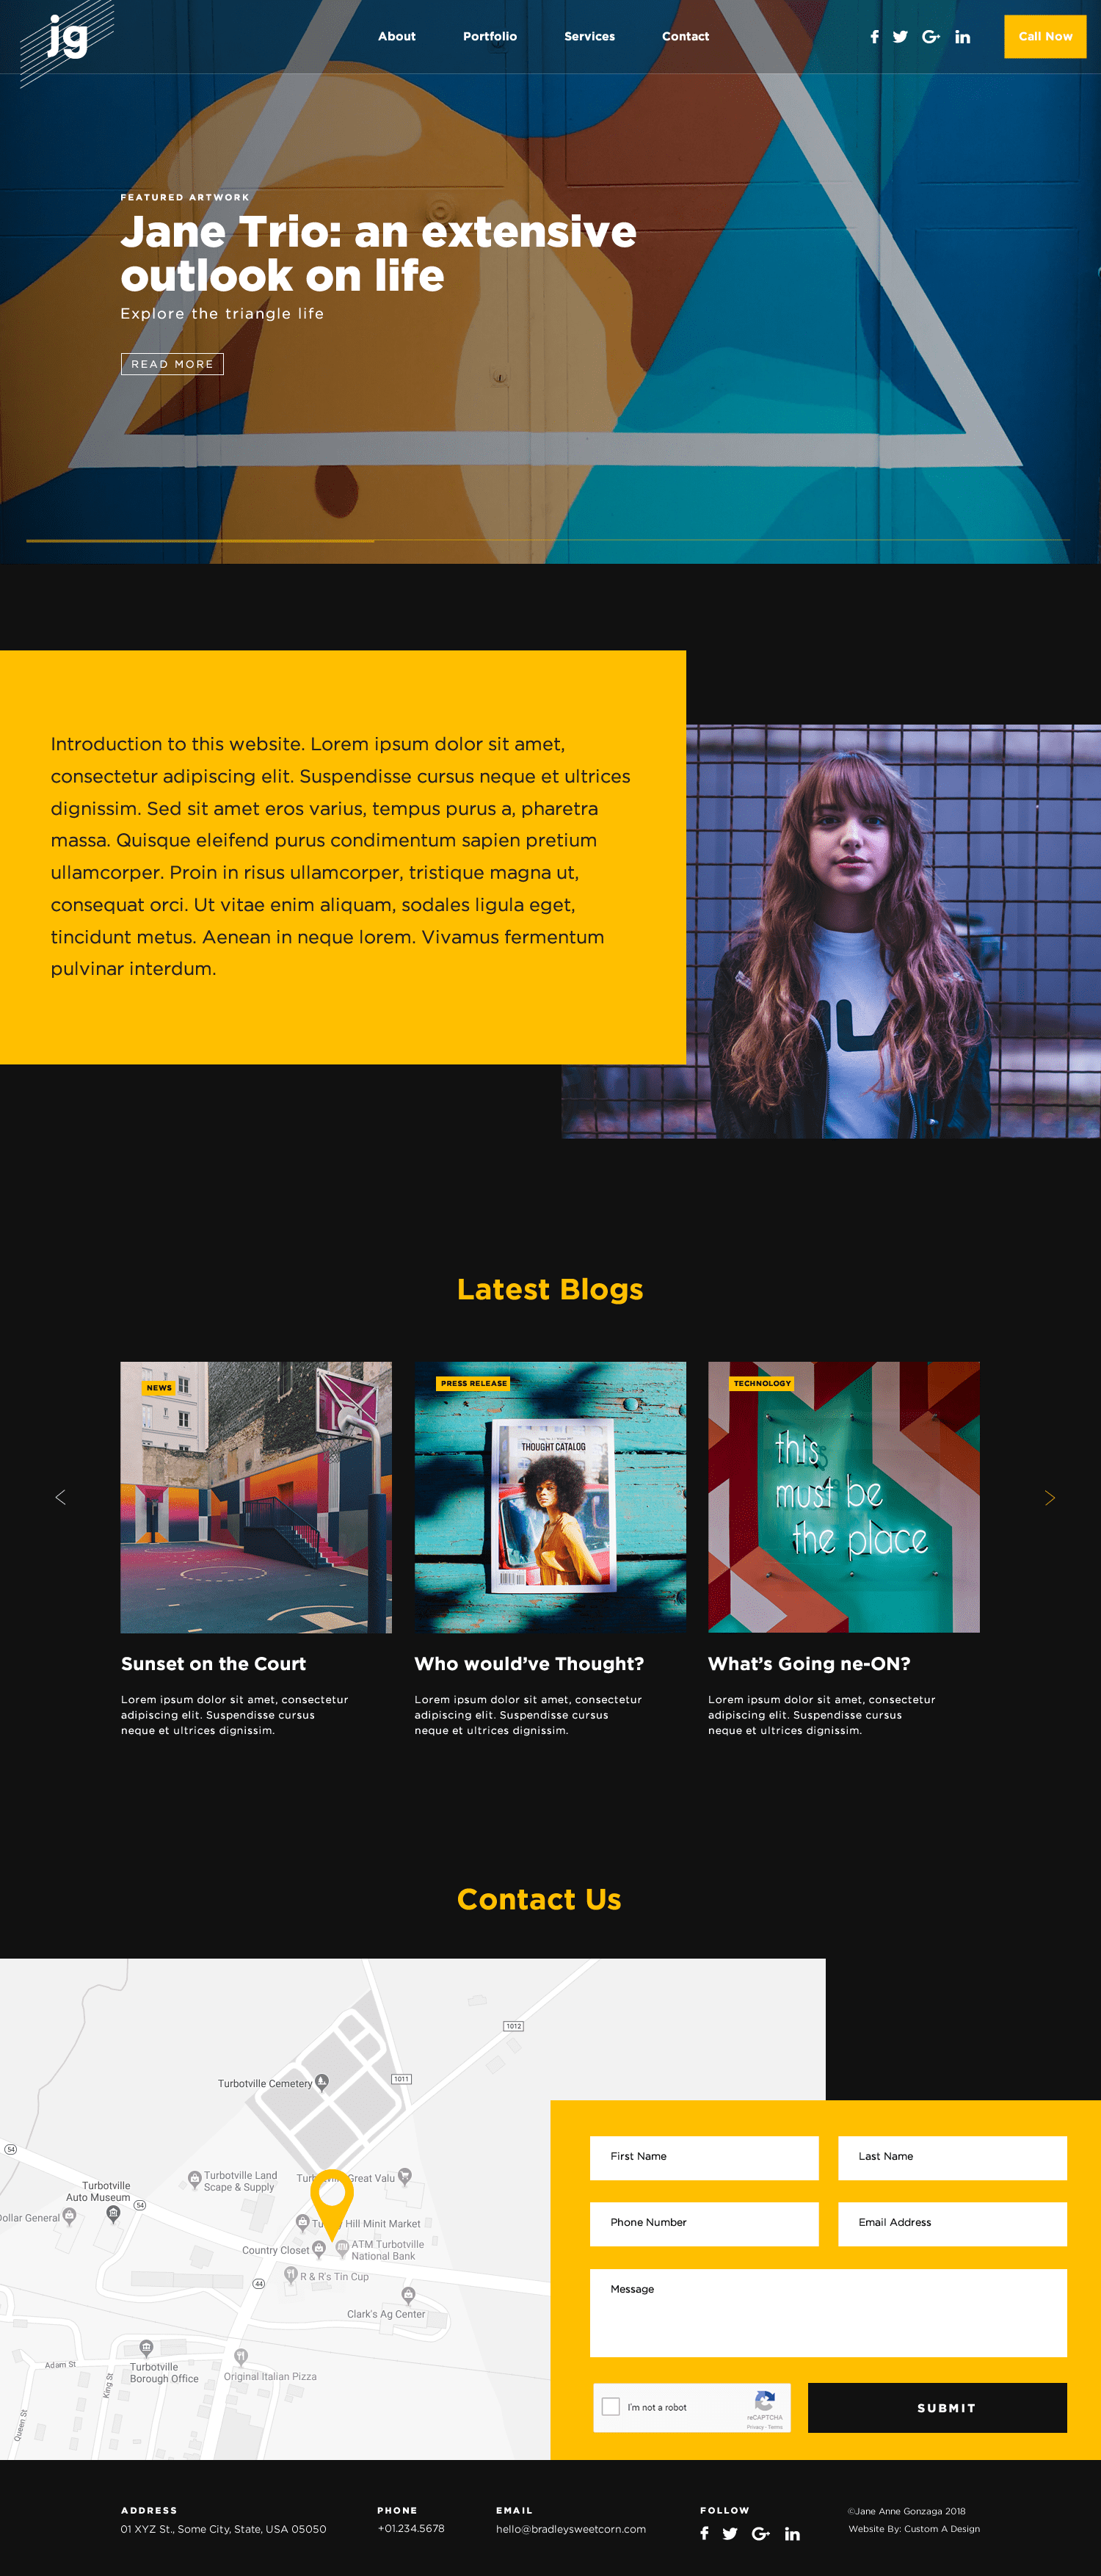 jg
About
Portfolio
Services
Contact
Call Now
FEATURED ARTWORK
Jane Trio: an extensive
outlook on life
Explore the triangle life
READ MORE
Introduction to this website. Lorem ipsum dolor sit amet,
consectetur adipiscing elit. Suspendisse cursus neque et ultrices
dignissim. Sed sit amet eros varius, tempus purus a, pharetra
massa. Quisque eleifend purus condimentum sapien pretium
ullamcorper. Proin in risus ullamcorper, tristique magna ut,
consequat orci. Ut vitae enim aliquam, sodales ligula eget,
tincidunt metus. Aenean in neque lorem. Vivamus fermentum
pulvinar interdum.
Latest Blogs
NEWS
PRESS RELEASE
THOUGHT CATALOG
TECHNOLOGY
this
must be
the place
Sunset on the Court
Lorem ipsum dolor sit amet, consectetur
adipiscing elit. Suspendisse cursus
neque et ultrices dignissim.
Who would've Thought?
Lorem ipsum dolor sit amet, consectetur
adipiscing elit. Suspendisse cursus
neque et ultrices dignissim.
What's Going ne-ON?
Lorem ipsum dolor sit amet, consectetur
adipiscing elit. Suspendisse cursus
neque et ultrices dignissim.
Contact Us
1012
1011
Turbotville Cemetery
54
Turbotville Land
Scape & Supply
Great Valu
Turbotville
Auto Museum
54
Dollar General
Hill Minit Market
Country Closet
ATM Turbotville
National Bank
R & R's Tin Cup
44
Clark's Ag Center
Turbotville
Borough Office
Original Italian Pizza
Adam St
King St
Queen St
First Name
Last Name
Phone Number
Email Address
Message
I'm not a robot
reCAPTCHA
Privacy - Terms
SUBMIT
ADDRESS
01 XYZ St., Some City, State, USA 05050
PHONE
+01.234.5678
EMAIL
hello@bradleysweetcorn.com
FOLLOW
©Jane Anne Gonzaga 2018
Website By: Custom A Design